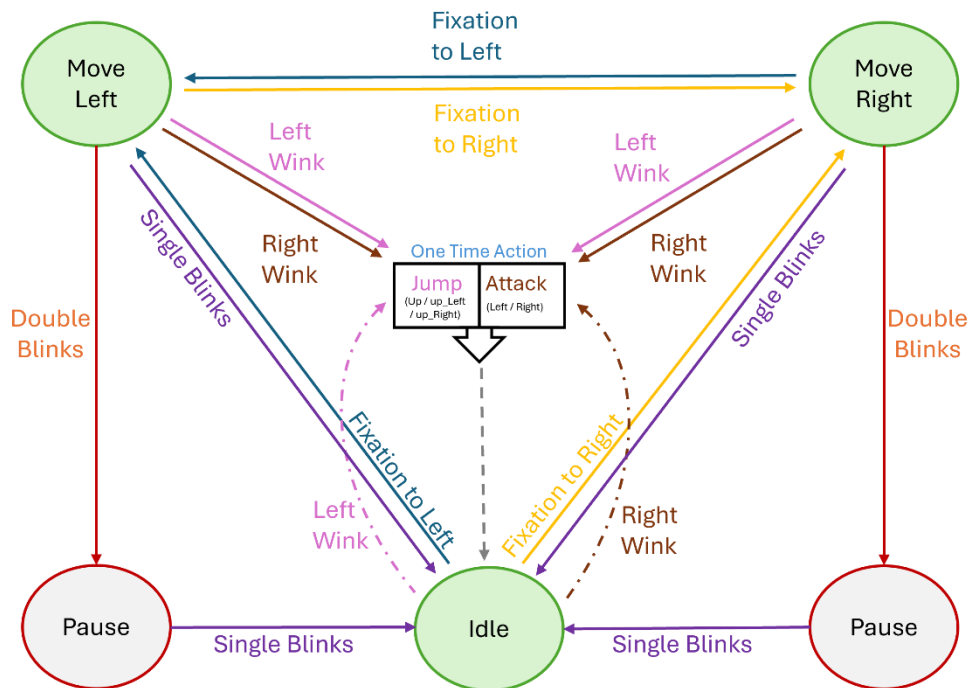 Fixation
to Left
Move
Left
Move
Right
Fixation
to Right
Left
Wink
Left
Wink
Right
Wink
Right
Wink
One Time Action
Jump
(Up / up_Left
/ up_Right)
Attack
(Left / Right)
Single Blinks
Single Blinks
Double
Blinks
Double
Blinks
Fixation to Left
Fixation to Right
Left
Wink
Right
Wink
Pause
Single Blinks
Idle
Single Blinks
Pause